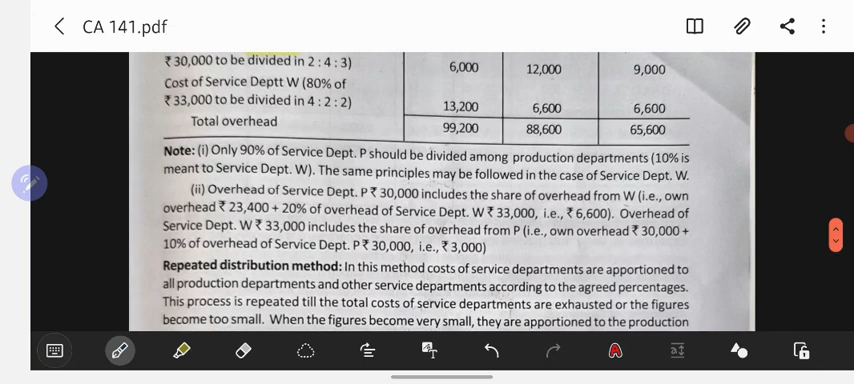 CA 141.pdf
₹ 30,000 to be divided in 2 : 4 : 3) 6,000 12,000 9,000
Cost of Service Deptt W (80% of
₹ 33,000 to be divided in 4 : 2 : 2) 13,200 6,600 6,600
Total overhead 99,200 88,600 65,600
Note: (i) Only 90% of Service Dept. P should be divided among production departments (10% is
meant to Service Dept. W). The same principles may be followed in the case of Service Dept. W.
(ii) Overhead of Service Dept. P ₹ 30,000 includes the share of overhead from W (i.e., own
overhead ₹ 23,400 + 20% of overhead of Service Dept. W ₹ 33,000, i.e., ₹ 6,600). Overhead of
Service Dept. W ₹ 33,000 includes the share of overhead from P (i.e., own overhead ₹ 30,000 +
10% of overhead of Service Dept. P ₹ 30,000, i.e., ₹ 3,000)
Repeated distribution method: In this method costs of service departments are apportioned to
all production departments and other service departments according to the agreed percentages.
This process is repeated till the total costs of service departments are exhausted or the figures
become too small. When the figures become very small, they are apportioned to the production